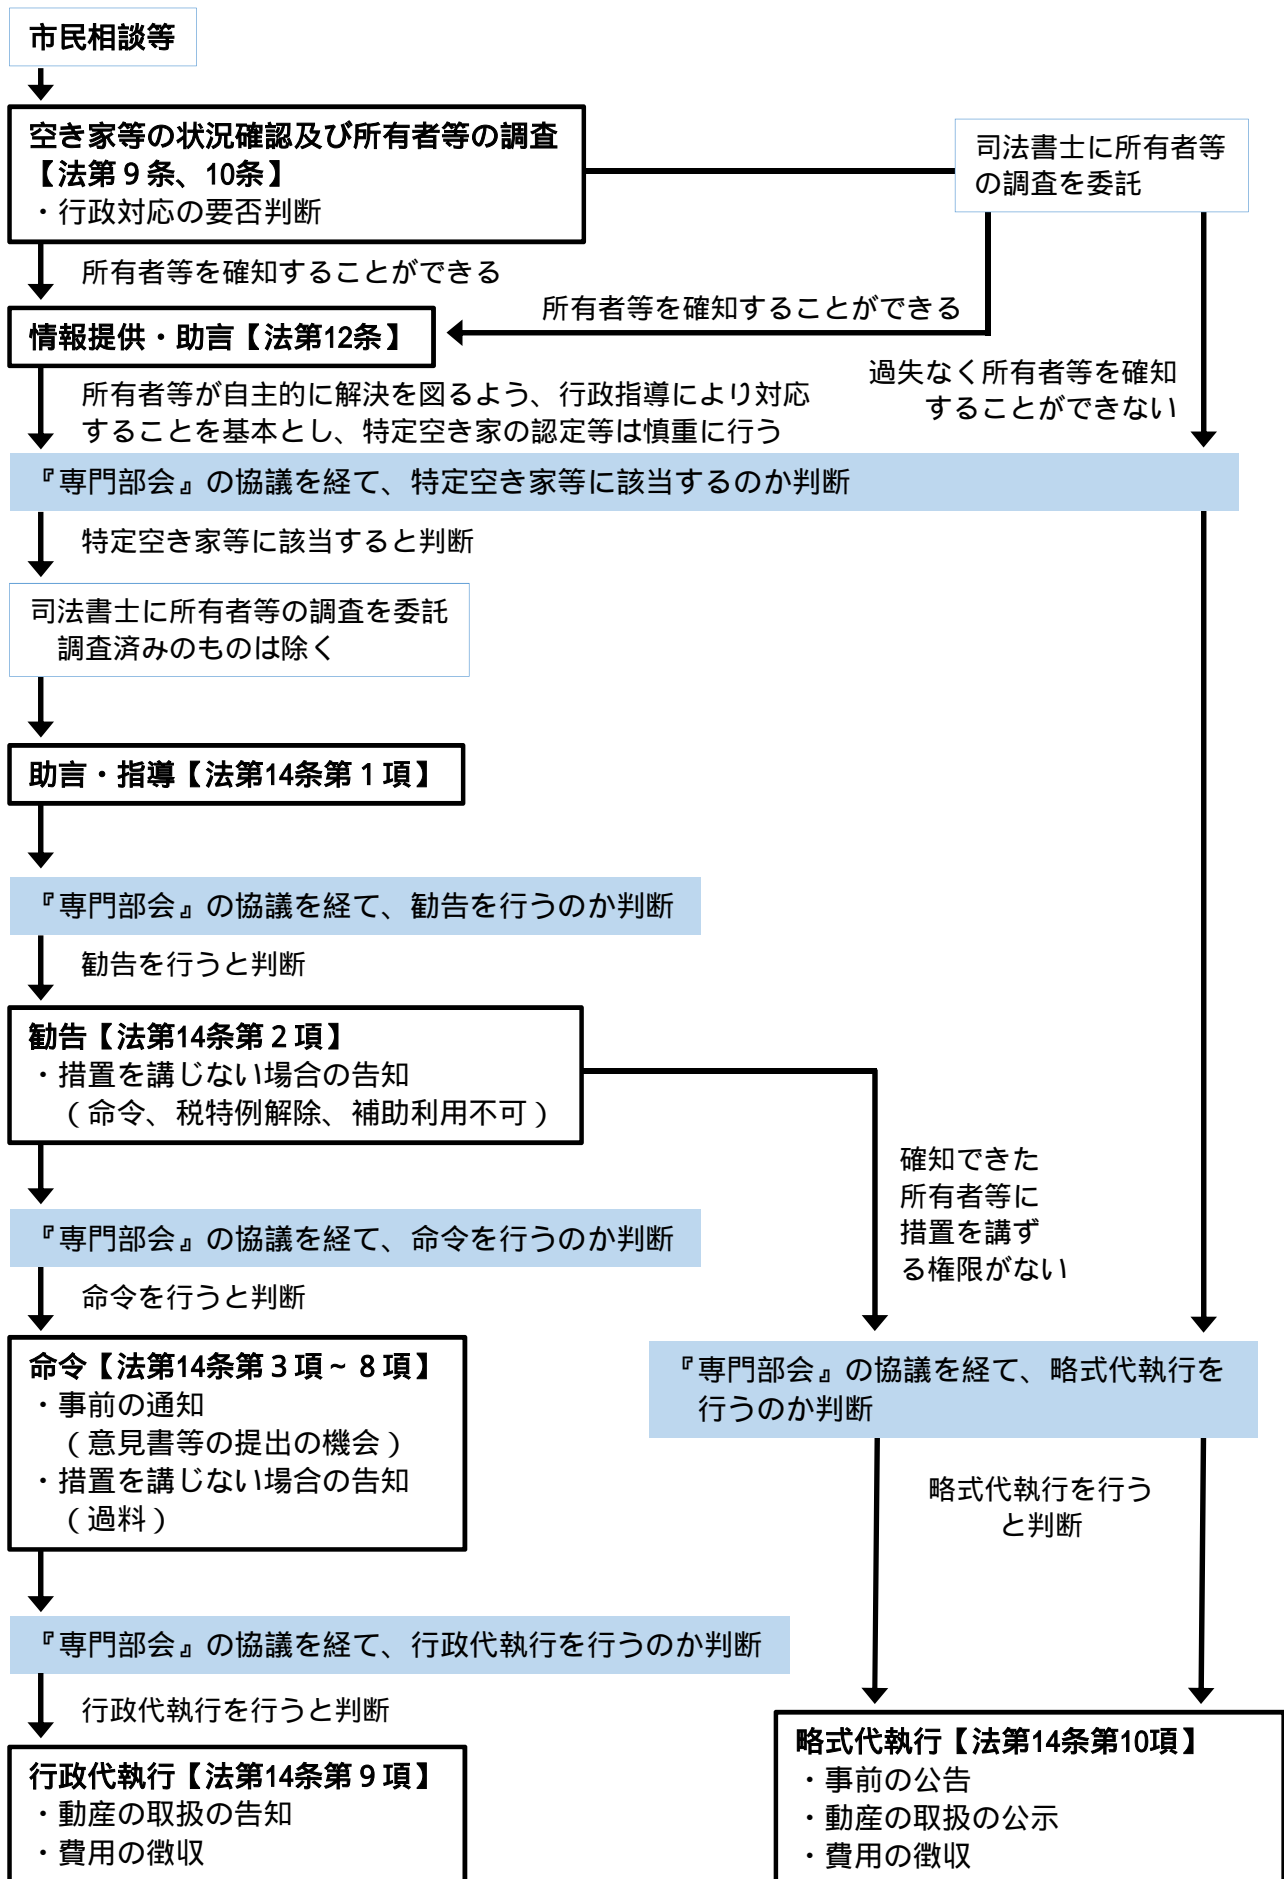 市民相談等
空き家等の状況確認及び所有者等の調査
【法第９条、10条】
・行政対応の要否判断
司法書士に所有者等
の調査を委託
所有者等を確知することができる
所有者等を確知することができる
情報提供・助言【法第12条】
過失なく所有者等を確知
することができない
所有者等が自主的に解決を図るよう、行政指導により対応
することを基本とし、特定空き家の認定等は慎重に行う
『専門部会』の協議を経て、特定空き家等に該当するのか判断
特定空き家等に該当すると判断
司法書士に所有者等の調査を委託
調査済みのものは除く
助言・指導【法第14条第１項】
『専門部会』の協議を経て、勧告を行うのか判断
勧告を行うと判断
勧告【法第14条第２項】
・措置を講じない場合の告知
（命令、税特例解除、補助利用不可）
確知できた
所有者等に
措置を講ず
る権限がない
『専門部会』の協議を経て、命令を行うのか判断
命令を行うと判断
命令【法第14条第３項～８項】
・事前の通知
（意見書等の提出の機会）
・措置を講じない場合の告知
（過料）
『専門部会』の協議を経て、略式代執行を
行うのか判断
略式代執行を行う
と判断
『専門部会』の協議を経て、行政代執行を行うのか判断
行政代執行を行うと判断
行政代執行【法第14条第９項】
・動産の取扱の告知
・費用の徴収
略式代執行【法第14条第10項】
・事前の公告
・動産の取扱の公示
・費用の徴収